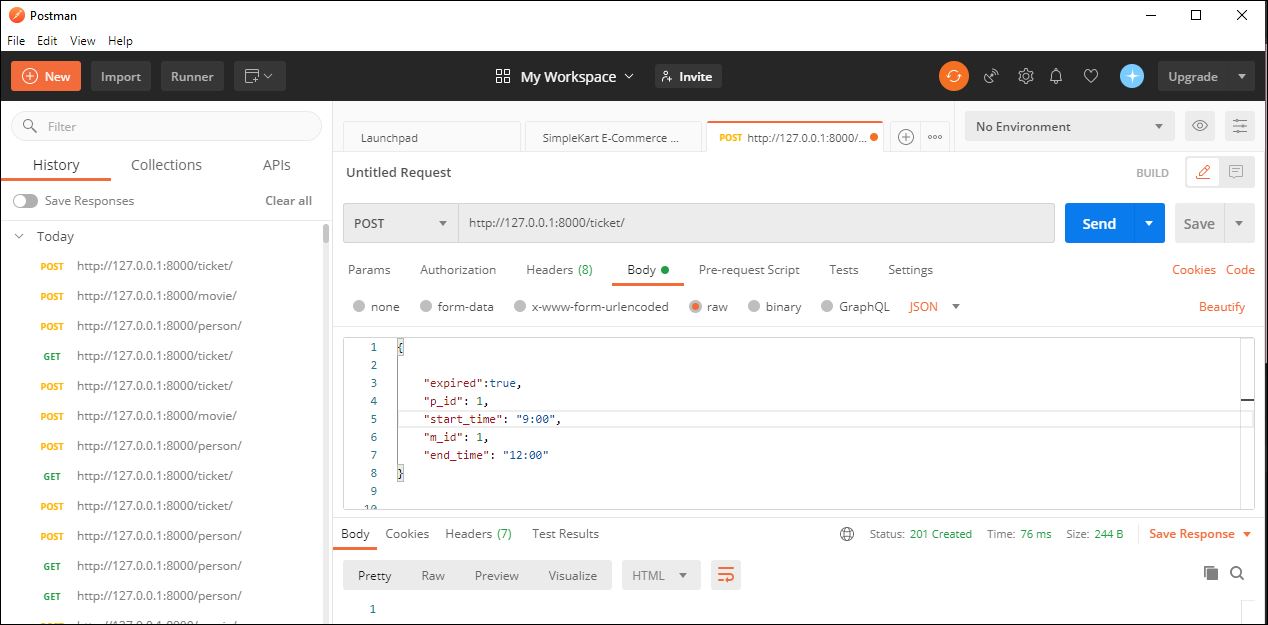 Postman
File Edit View Help
New Import Runner My Workspace Invite Upgrade
Filter
History Collections APIs
Save Responses Clear all
Today
POST http://127.0.0.1:8000/ticket/
POST http://127.0.0.1:8000/movie/
POST http://127.0.0.1:8000/person/
GET http://127.0.0.1:8000/ticket/
POST http://127.0.0.1:8000/ticket/
POST http://127.0.0.1:8000/movie/
POST http://127.0.0.1:8000/person/
GET http://127.0.0.1:8000/ticket/
POST http://127.0.0.1:8000/ticket/
POST http://127.0.0.1:8000/person/
GET http://127.0.0.1:8000/person/
GET http://127.0.0.1:8000/person/
Launchpad SimpleKart E-Commerce ... POST http://127.0.0.1:8000/... No Environment
Untitled Request BUILD
POST http://127.0.0.1:8000/ticket/ Send Save
Params Authorization Headers (8) Body Pre-request Script Tests Settings Cookies Code
none form-data x-www-form-urlencoded raw binary GraphQL JSON Beautify
1 {
2
3 "expired":true,
4 "p_id": 1,
5 "start_time": "9:00",
6 "m_id": 1,
7 "end_time": "12:00"
8 }
9
10
Body Cookies Headers (7) Test Results Status: 201 Created Time: 76 ms Size: 244 B Save Response
Pretty Raw Preview Visualize HTML
1